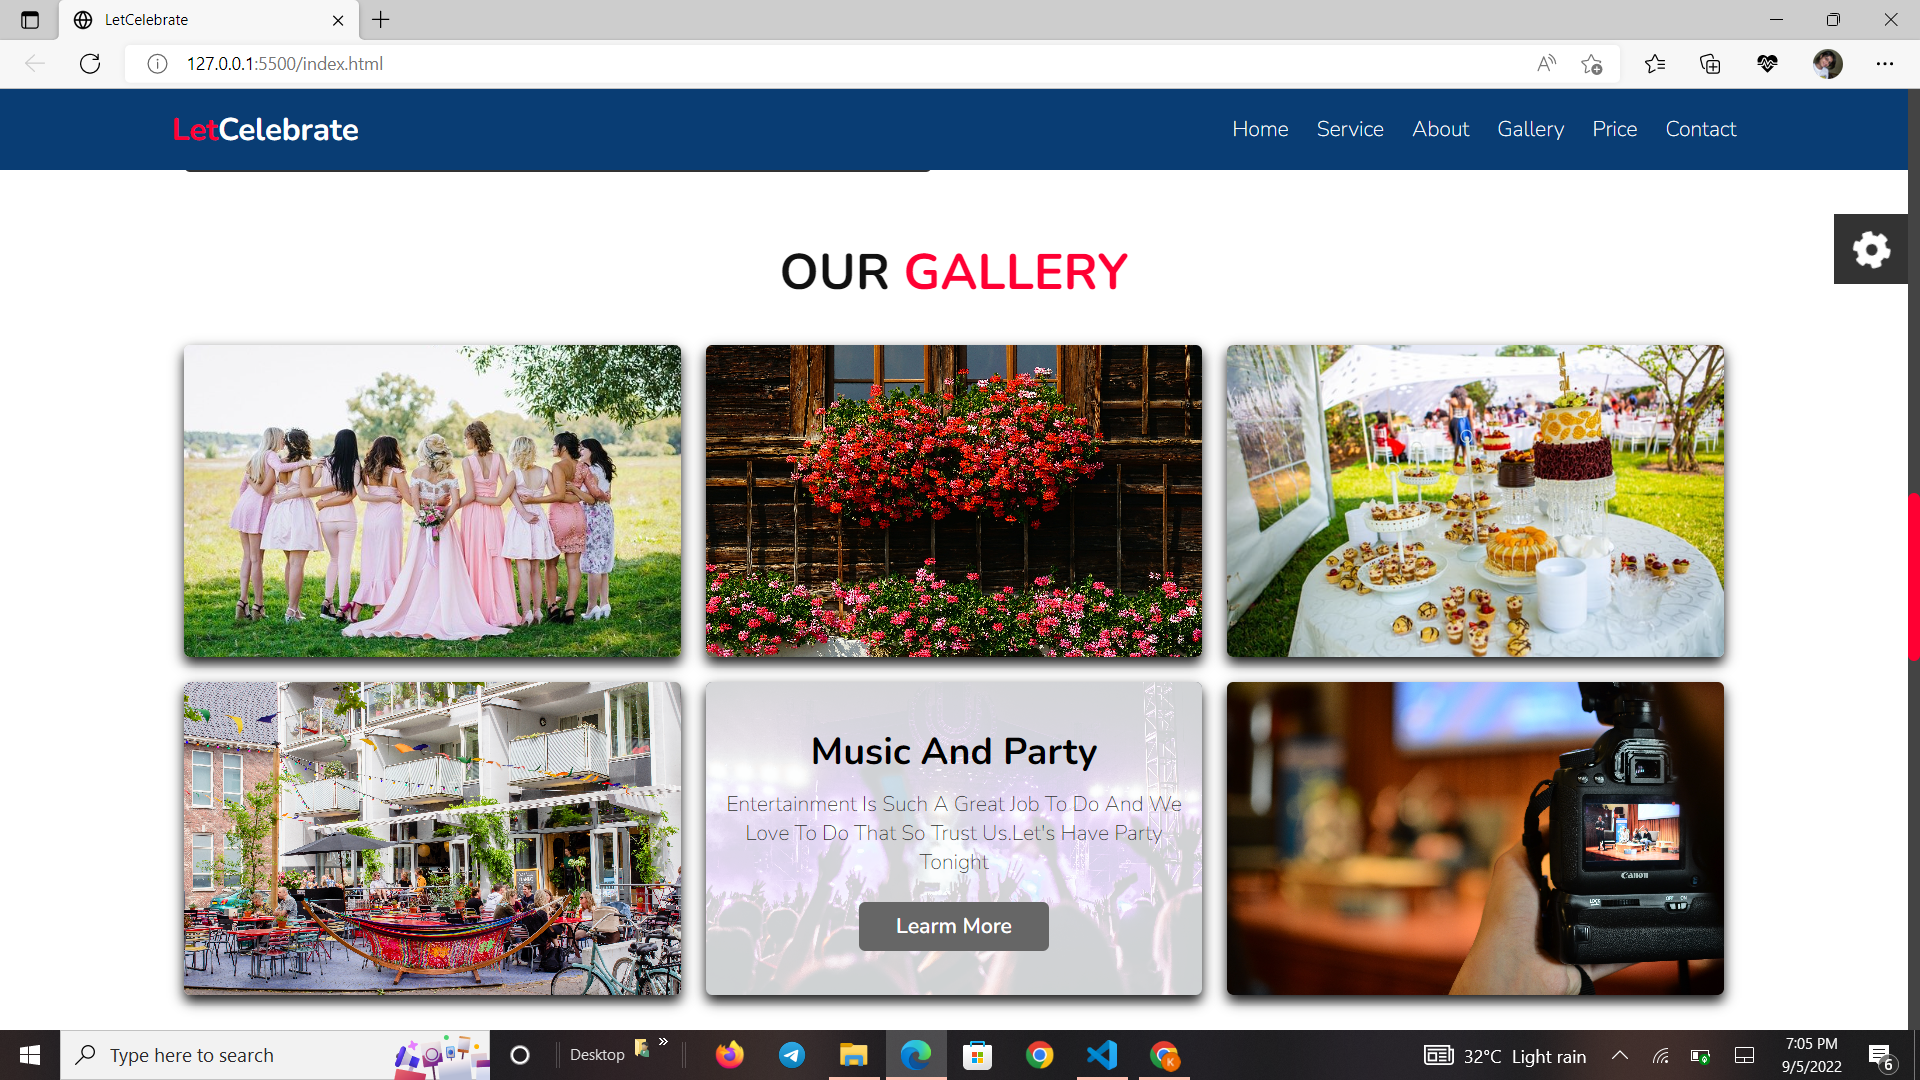 LetCelebrate
127.0.0.1:5500/index.html
LetCelebrate
Home Service About Gallery Price Contact
OUR GALLERY
Music And Party
Entertainment Is Such A Great Job To Do And We
Love To Do That So Trust Us.Let's Have Party
Tonight
Learm More
Canon
Type here to search
Desktop
32°C Light rain
7:05 PM
9/5/2022
6